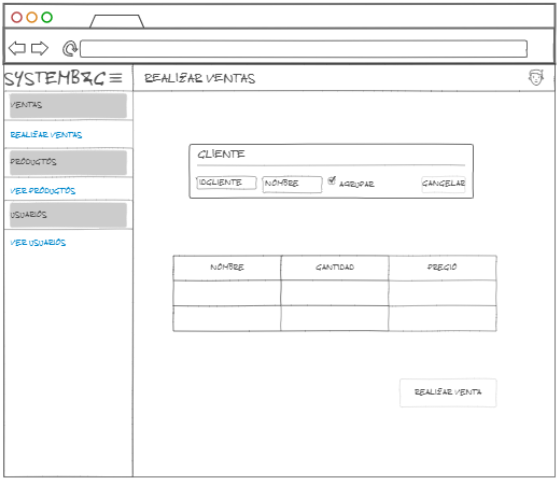 SYSTEMBZC
REALIZAR VENTAS
VENTAS
REALIZAR VENTAS
PRODUCTOS
VER PRODUCTOS
USUARIOS
VER USUARIOS
CLIENTE
IDCLIENTE NOMBRE AGRUPAR CANCELAR
NOMBRE CANTIDAD PRECIO
REALIZAR VENTA